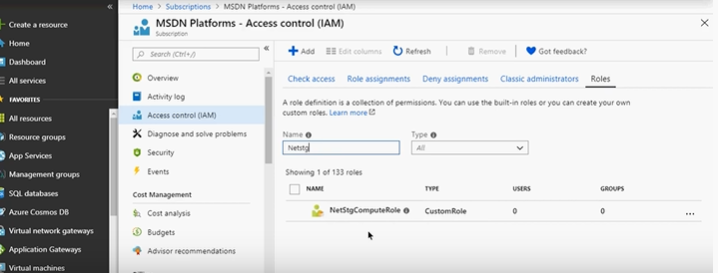 Home > Subscriptions > MSDN Platforms - Access control (IAM)
MSDN Platforms - Access control (IAM)
Subscription
Create a resource
Home
Dashboard
All services
FAVORITES
All resources
Resource groups
App Services
Management groups
SQL databases
Azure Cosmos DB
Virtual network gateways
Application Gateways
Virtual machines
Search (Ctrl+/)
Overview
Activity log
Access control (IAM)
Diagnose and solve problems
Security
Events
Cost Management
Cost analysis
Budgets
Advisor recommendations
Add Edit columns Refresh Remove Got feedback?
Check access Role assignments Deny assignments Classic administrators Roles
A role definition is a collection of permissions. You can use the built-in roles or you can create your own
custom roles. Learn more
Name Type
Netstg All
Showing 1 of 133 roles
NAME TYPE USERS GROUPS
NetStgComputeRole CustomRole 0 0 ...